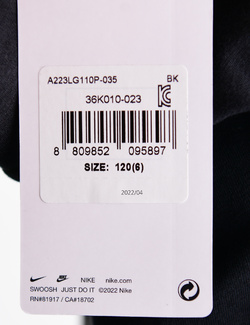 A223LG110P-035 BK
36K010-023
8 809852 095897
SIZE: 120(6)
2022/04
NIKE nike.com
SWOOSH JUST DO IT ©2022 Nike
RN#81917 / CA#18702